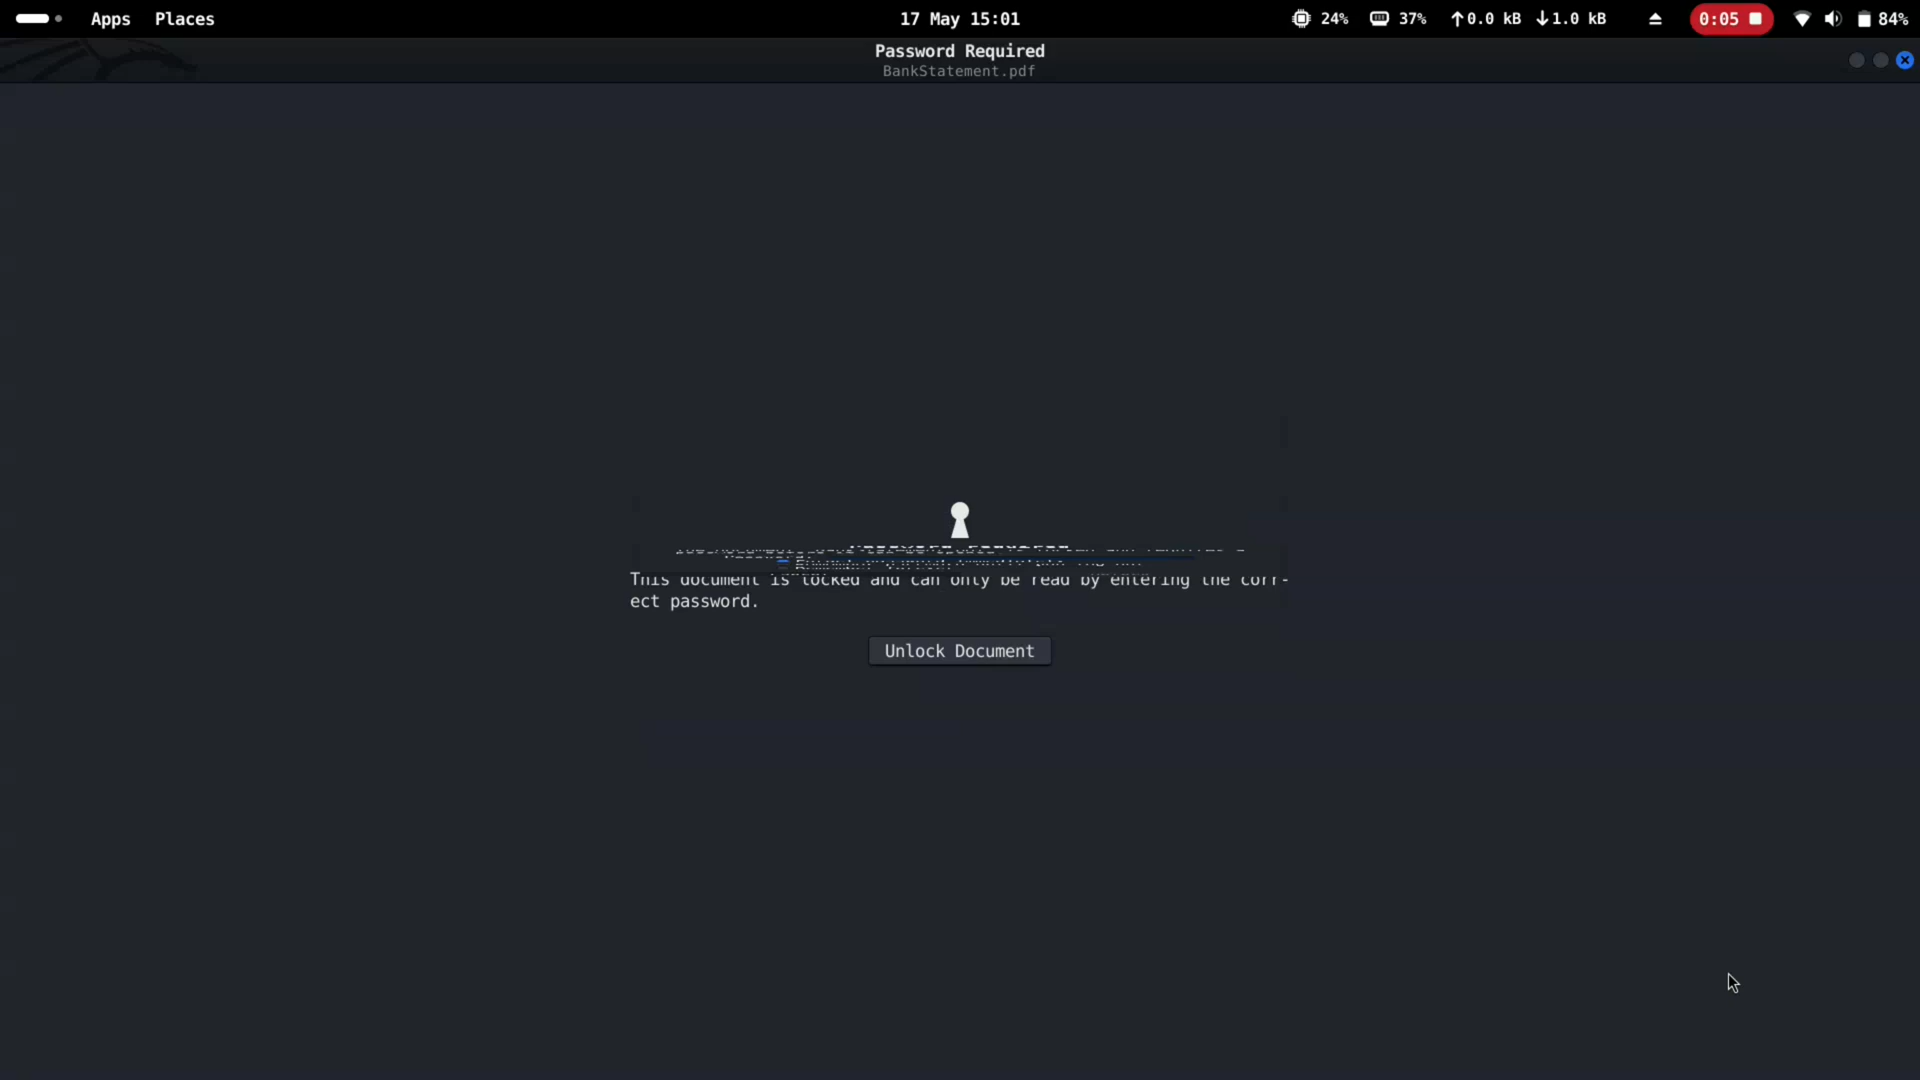 Apps Places 17 May 15:01 24% 37% ↑0.0 kB ↓1.0 kB 0:05 84%
Password Required
BankStatement.pdf
This document is locked and can only be read by entering the corr-
ect password.
Unlock Document